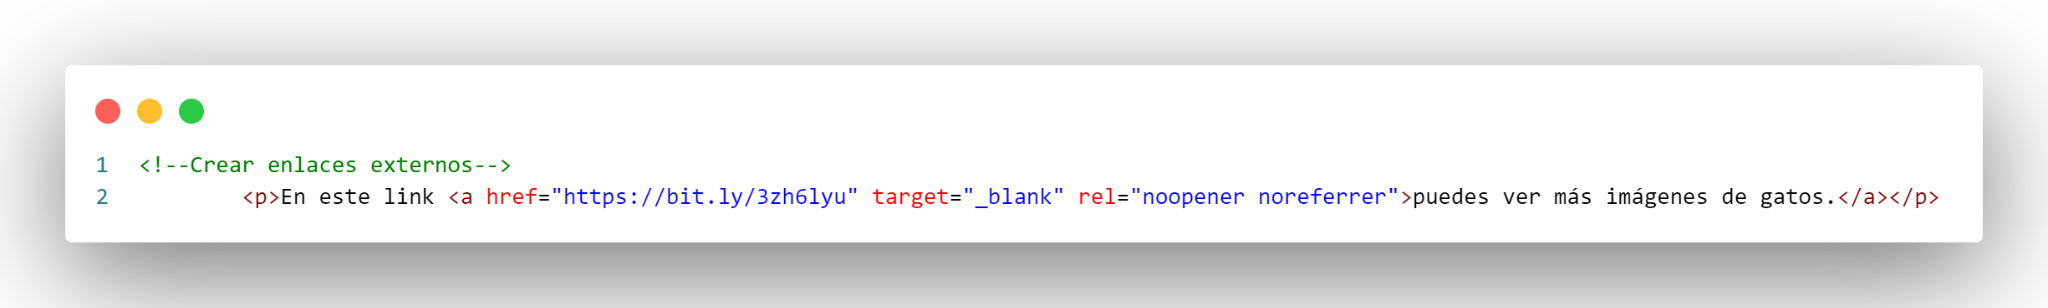 1 <!--Crear enlaces externos-->
2 <p>En este link <a href="https://bit.ly/3zh6lyu" target="_blank" rel="noopener noreferrer">puedes ver más imágenes de gatos.</a></p>